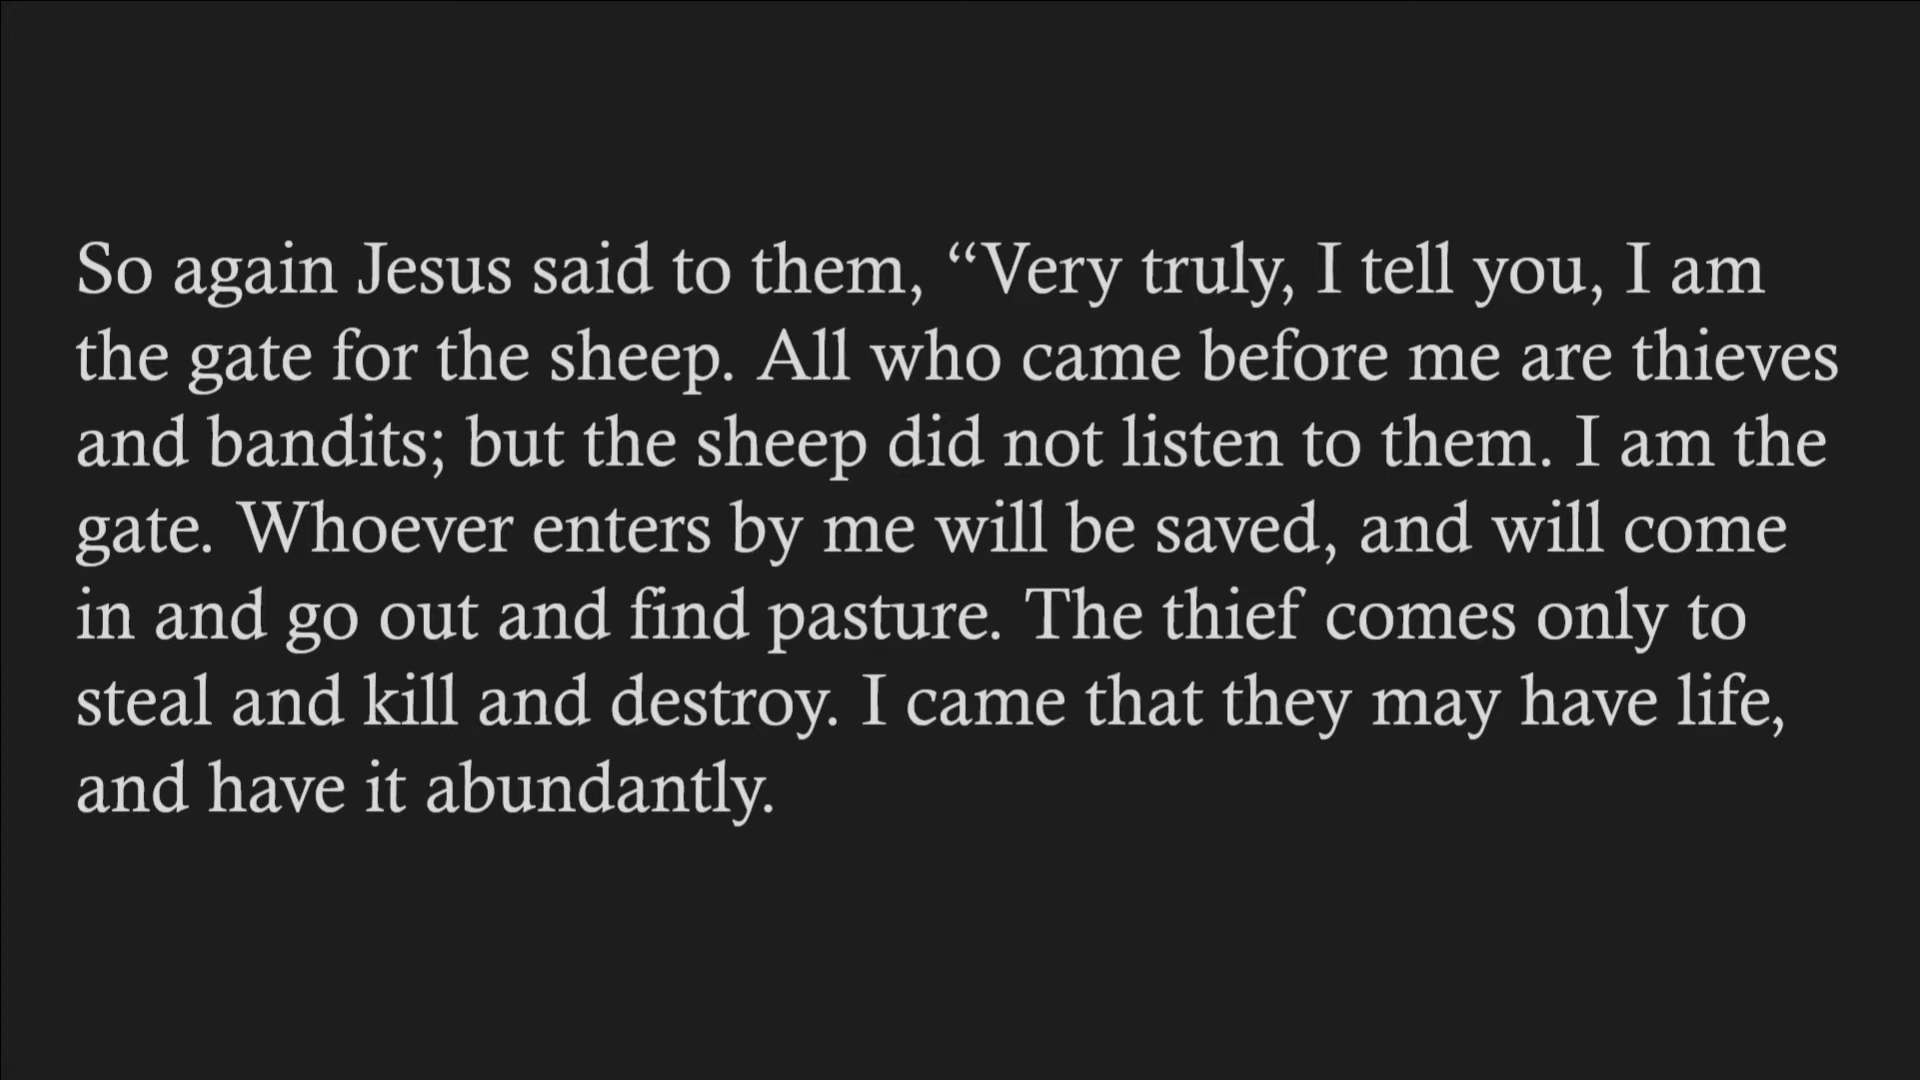 So again Jesus said to them, “Very truly, I tell you, I am
the gate for the sheep. All who came before me are thieves
and bandits; but the sheep did not listen to them. I am the
gate. Whoever enters by me will be saved, and will come
in and go out and find pasture. The thief comes only to
steal and kill and destroy. I came that they may have life,
and have it abundantly.